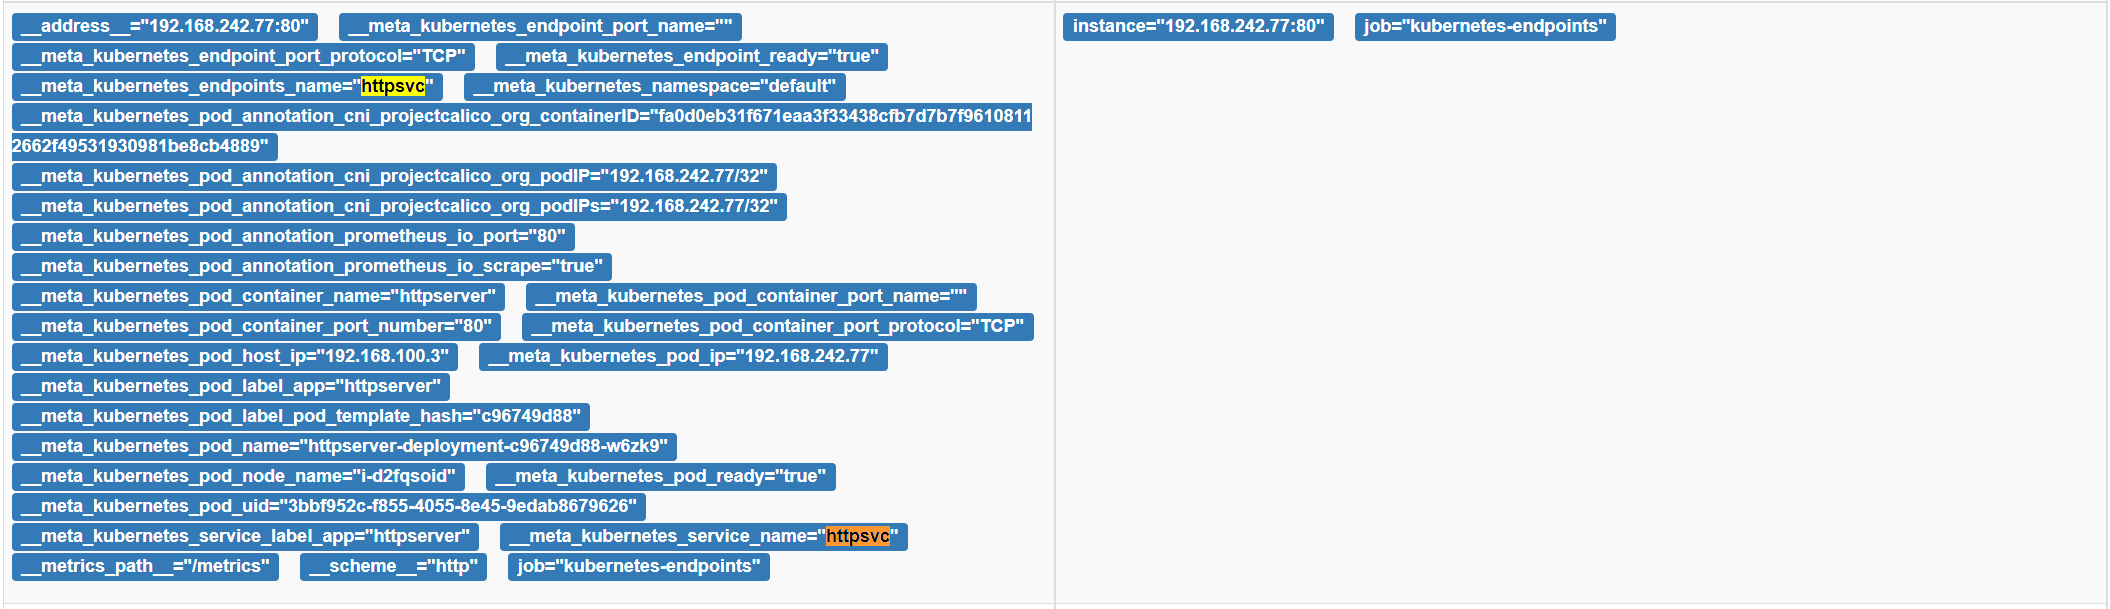 __address__="192.168.242.77:80" __meta_kubernetes_endpoint_port_name=""
__meta_kubernetes_endpoint_port_protocol="TCP" __meta_kubernetes_endpoint_ready="true"
__meta_kubernetes_endpoints_name="httpsvc" __meta_kubernetes_namespace="default"
__meta_kubernetes_pod_annotation_cni_projectcalico_org_containerID="fa0d0eb31f671eaa3f33438cfb7d7b7f9610811
2662f49531930981be8cb4889"
__meta_kubernetes_pod_annotation_cni_projectcalico_org_podIP="192.168.242.77/32"
__meta_kubernetes_pod_annotation_cni_projectcalico_org_podIPs="192.168.242.77/32"
__meta_kubernetes_pod_annotation_prometheus_io_port="80"
__meta_kubernetes_pod_annotation_prometheus_io_scrape="true"
__meta_kubernetes_pod_container_name="httpserver" __meta_kubernetes_pod_container_port_name=""
__meta_kubernetes_pod_container_port_number="80" __meta_kubernetes_pod_container_port_protocol="TCP"
__meta_kubernetes_pod_host_ip="192.168.100.3" __meta_kubernetes_pod_ip="192.168.242.77"
__meta_kubernetes_pod_label_app="httpserver"
__meta_kubernetes_pod_label_pod_template_hash="c96749d88"
__meta_kubernetes_pod_name="httpserver-deployment-c96749d88-w6zk9"
__meta_kubernetes_pod_node_name="i-d2fqsoid" __meta_kubernetes_pod_ready="true"
__meta_kubernetes_pod_uid="3bbf952c-f855-4055-8e45-9edab8679626"
__meta_kubernetes_service_label_app="httpserver" __meta_kubernetes_service_name="httpsvc"
__metrics_path__="/metrics" __scheme__="http" job="kubernetes-endpoints"
instance="192.168.242.77:80" job="kubernetes-endpoints"